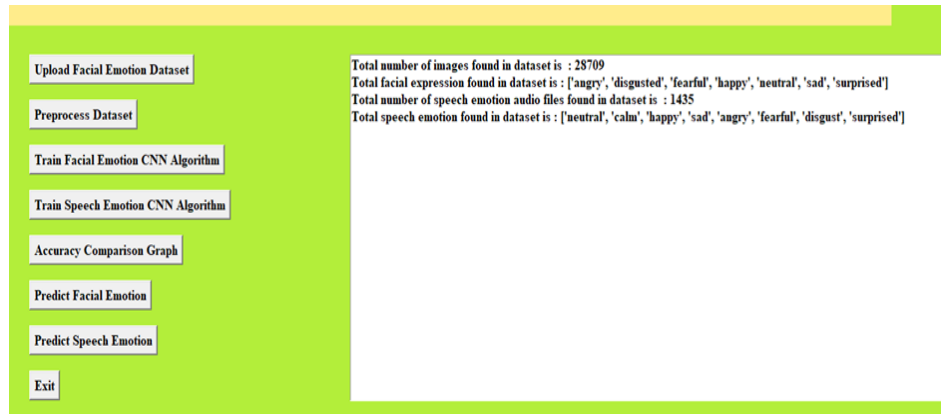 Upload Facial Emotion Dataset
Preprocess Dataset
Train Facial Emotion CNN Algorithm
Train Speech Emotion CNN Algorithm
Accuracy Comparison Graph
Predict Facial Emotion
Predict Speech Emotion
Exit
Total number of images found in dataset is : 28709
Total facial expression found in dataset is : ['angry', 'disgusted', 'fearful', 'happy', 'neutral', 'sad', 'surprised']
Total number of speech emotion audio files found in dataset is : 1435
Total speech emotion found in dataset is : ['neutral', 'calm', 'happy', 'sad', 'angry', 'fearful', 'disgust', 'surprised']